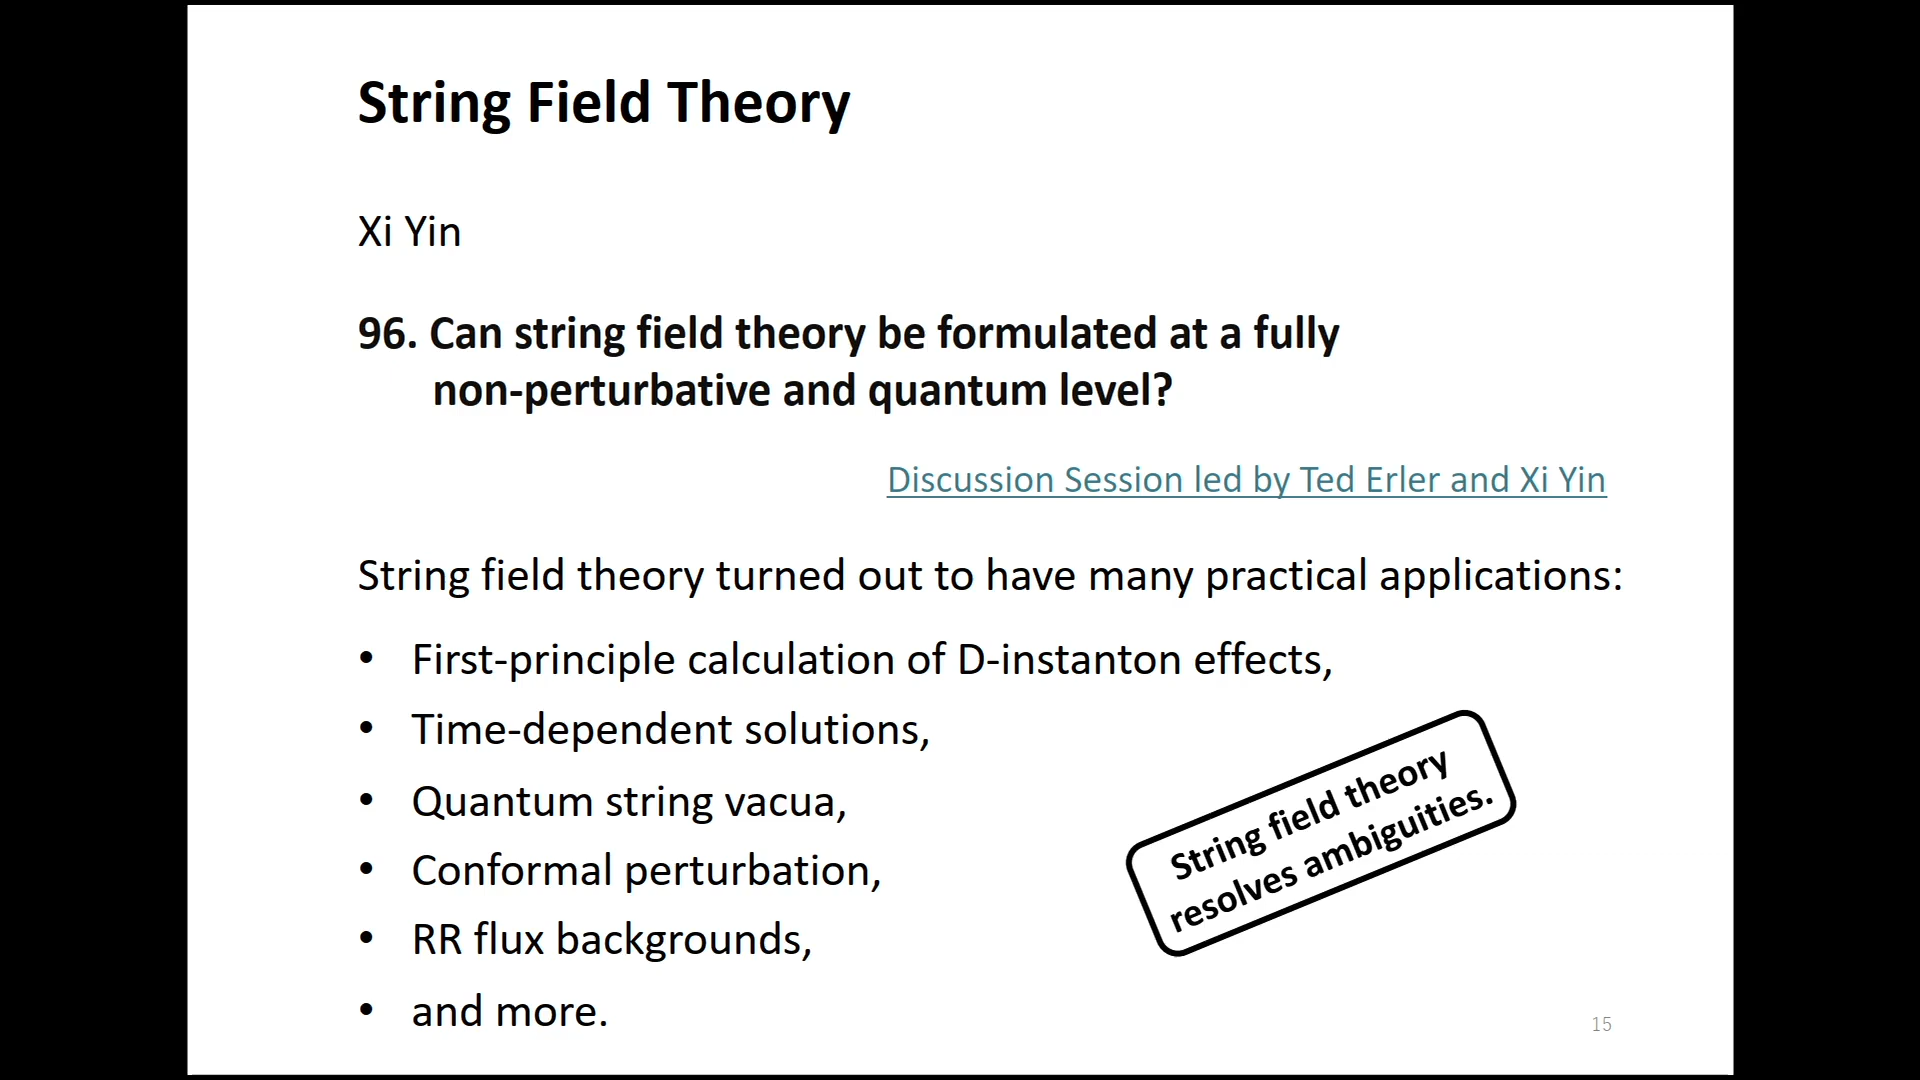 String Field Theory
Xi Yin
96. Can string field theory be formulated at a fully
non-perturbative and quantum level?
Discussion Session led by Ted Erler and Xi Yin
String field theory turned out to have many practical applications:
• First-principle calculation of D-instanton effects,
• Time-dependent solutions,
• Quantum string vacua,
• Conformal perturbation,
• RR flux backgrounds,
• and more.
String field theory
resolves ambiguities.
15